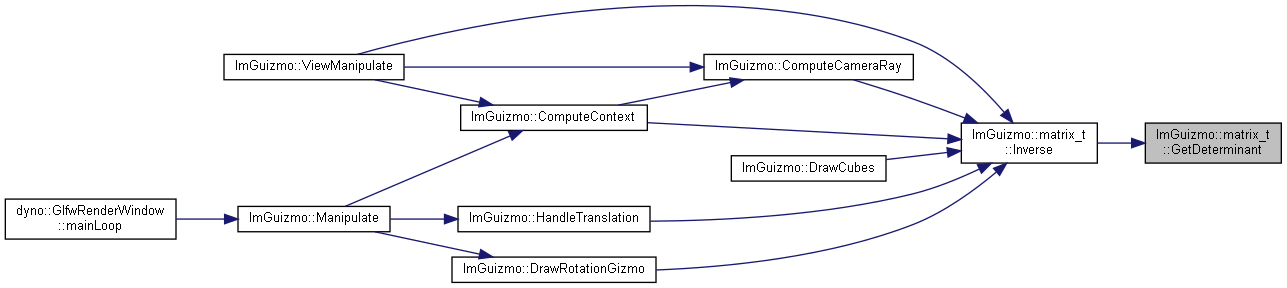 ImGuizmo::ViewManipulate
ImGuizmo::ComputeCameraRay
ImGuizmo::ComputeContext
ImGuizmo::matrix_t
::Inverse
ImGuizmo::matrix_t
::GetDeterminant
ImGuizmo::DrawCubes
dyno::GlfwRenderWindow
::mainLoop
ImGuizmo::Manipulate
ImGuizmo::HandleTranslation
ImGuizmo::DrawRotationGizmo